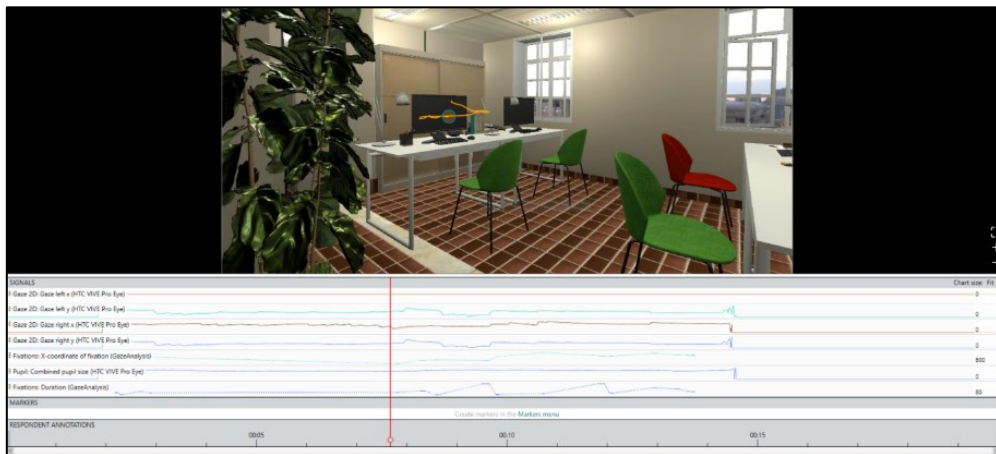 SIGNALS Chart size: Fit
Gaze 2D: Gaze left x (HTC VIVE Pro Eye) 0
Gaze 2D: Gaze left y (HTC VIVE Pro Eye) 0
Gaze 2D: Gaze right x (HTC VIVE Pro Eye) 0
Gaze 2D: Gaze right y (HTC VIVE Pro Eye) 0
Fixations: X-coordinate of fixation (GazeAnalysis) 800
Pupil: Combined pupil size (HTC VIVE Pro Eye) 0
Fixations: Duration (GazeAnalysis)
MARKERS
Create markers in the Markers menu
RESPONDENT ANNOTATIONS
00:05 00:10 00:15